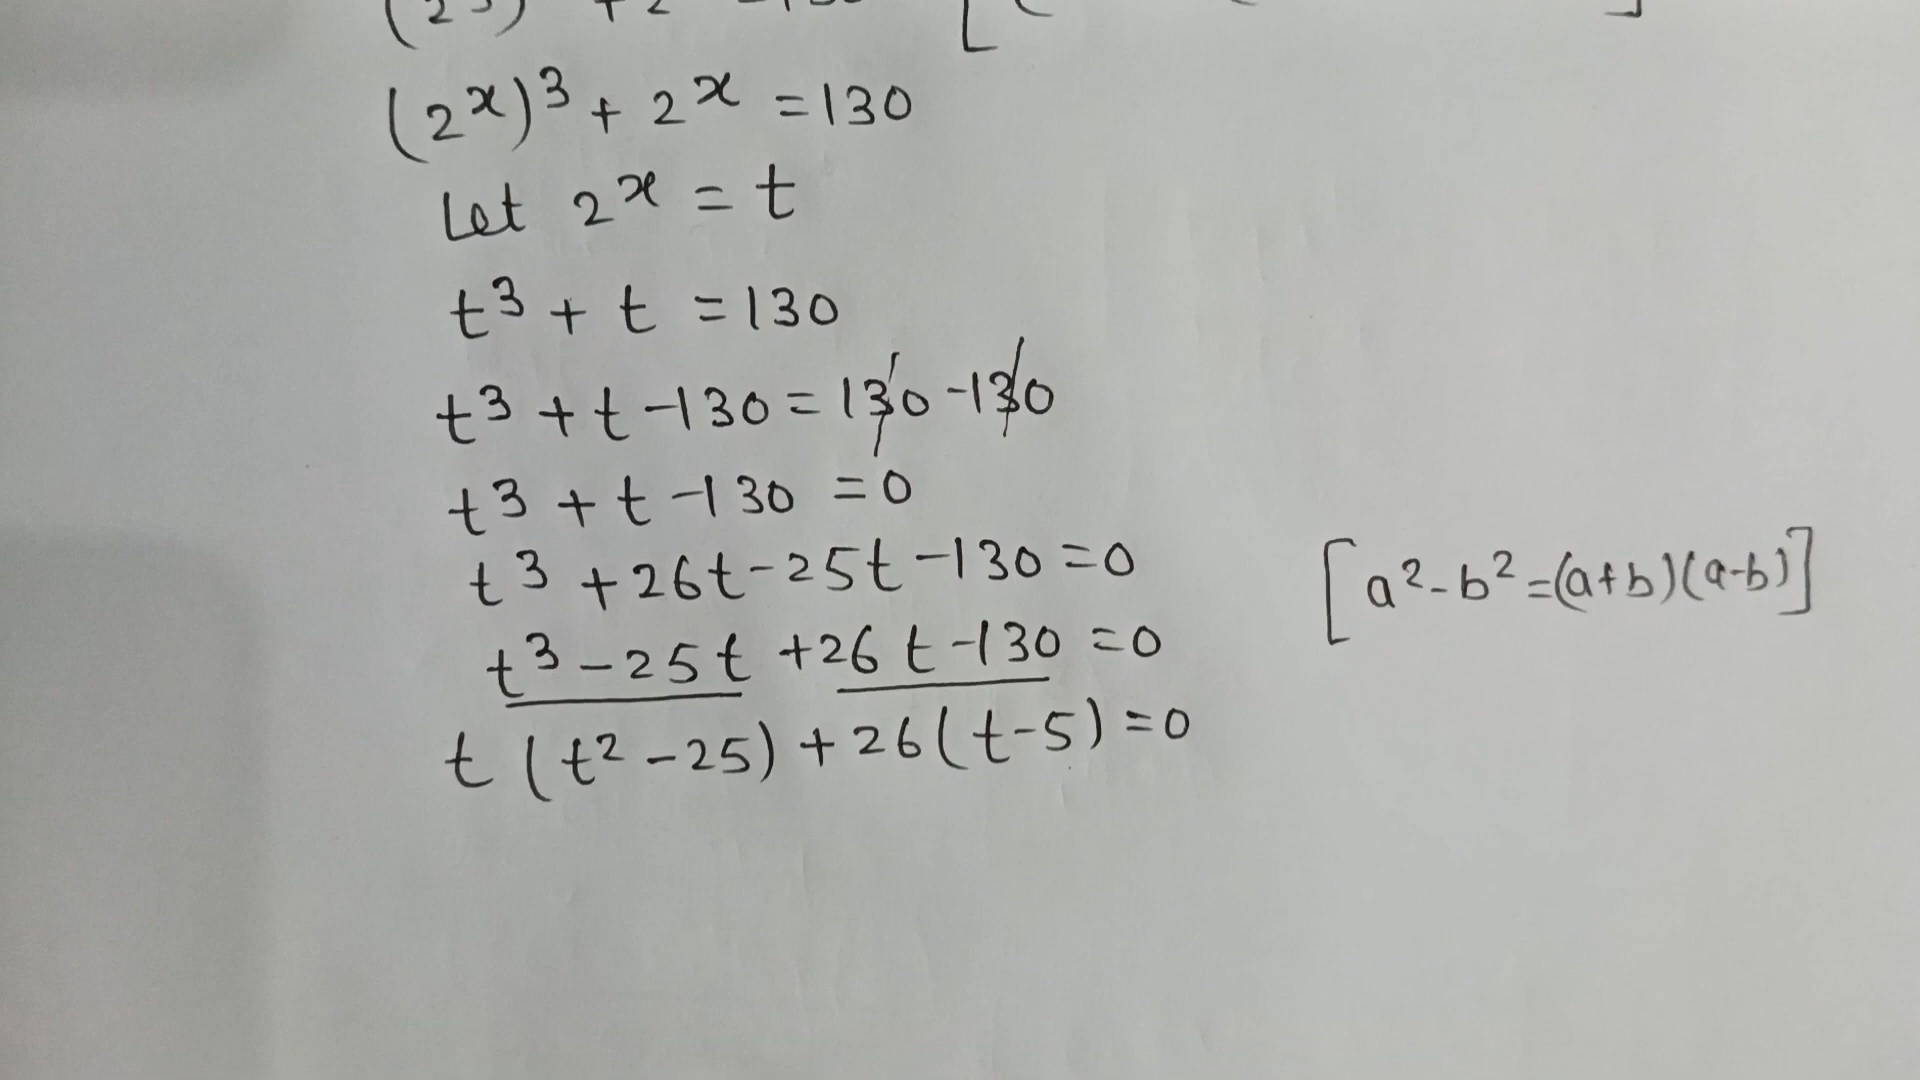 (2^x)^3 + 2^x = 130
Let 2^x = t
t^3 + t = 130
t^3 + t - 130 = 130 - 130
t^3 + t - 130 = 0
t^3 + 26t - 25t - 130 = 0 [a^2 - b^2 = (a+b)(a-b)]
t^3 - 25t + 26t - 130 = 0
t(t^2 - 25) + 26(t - 5) = 0